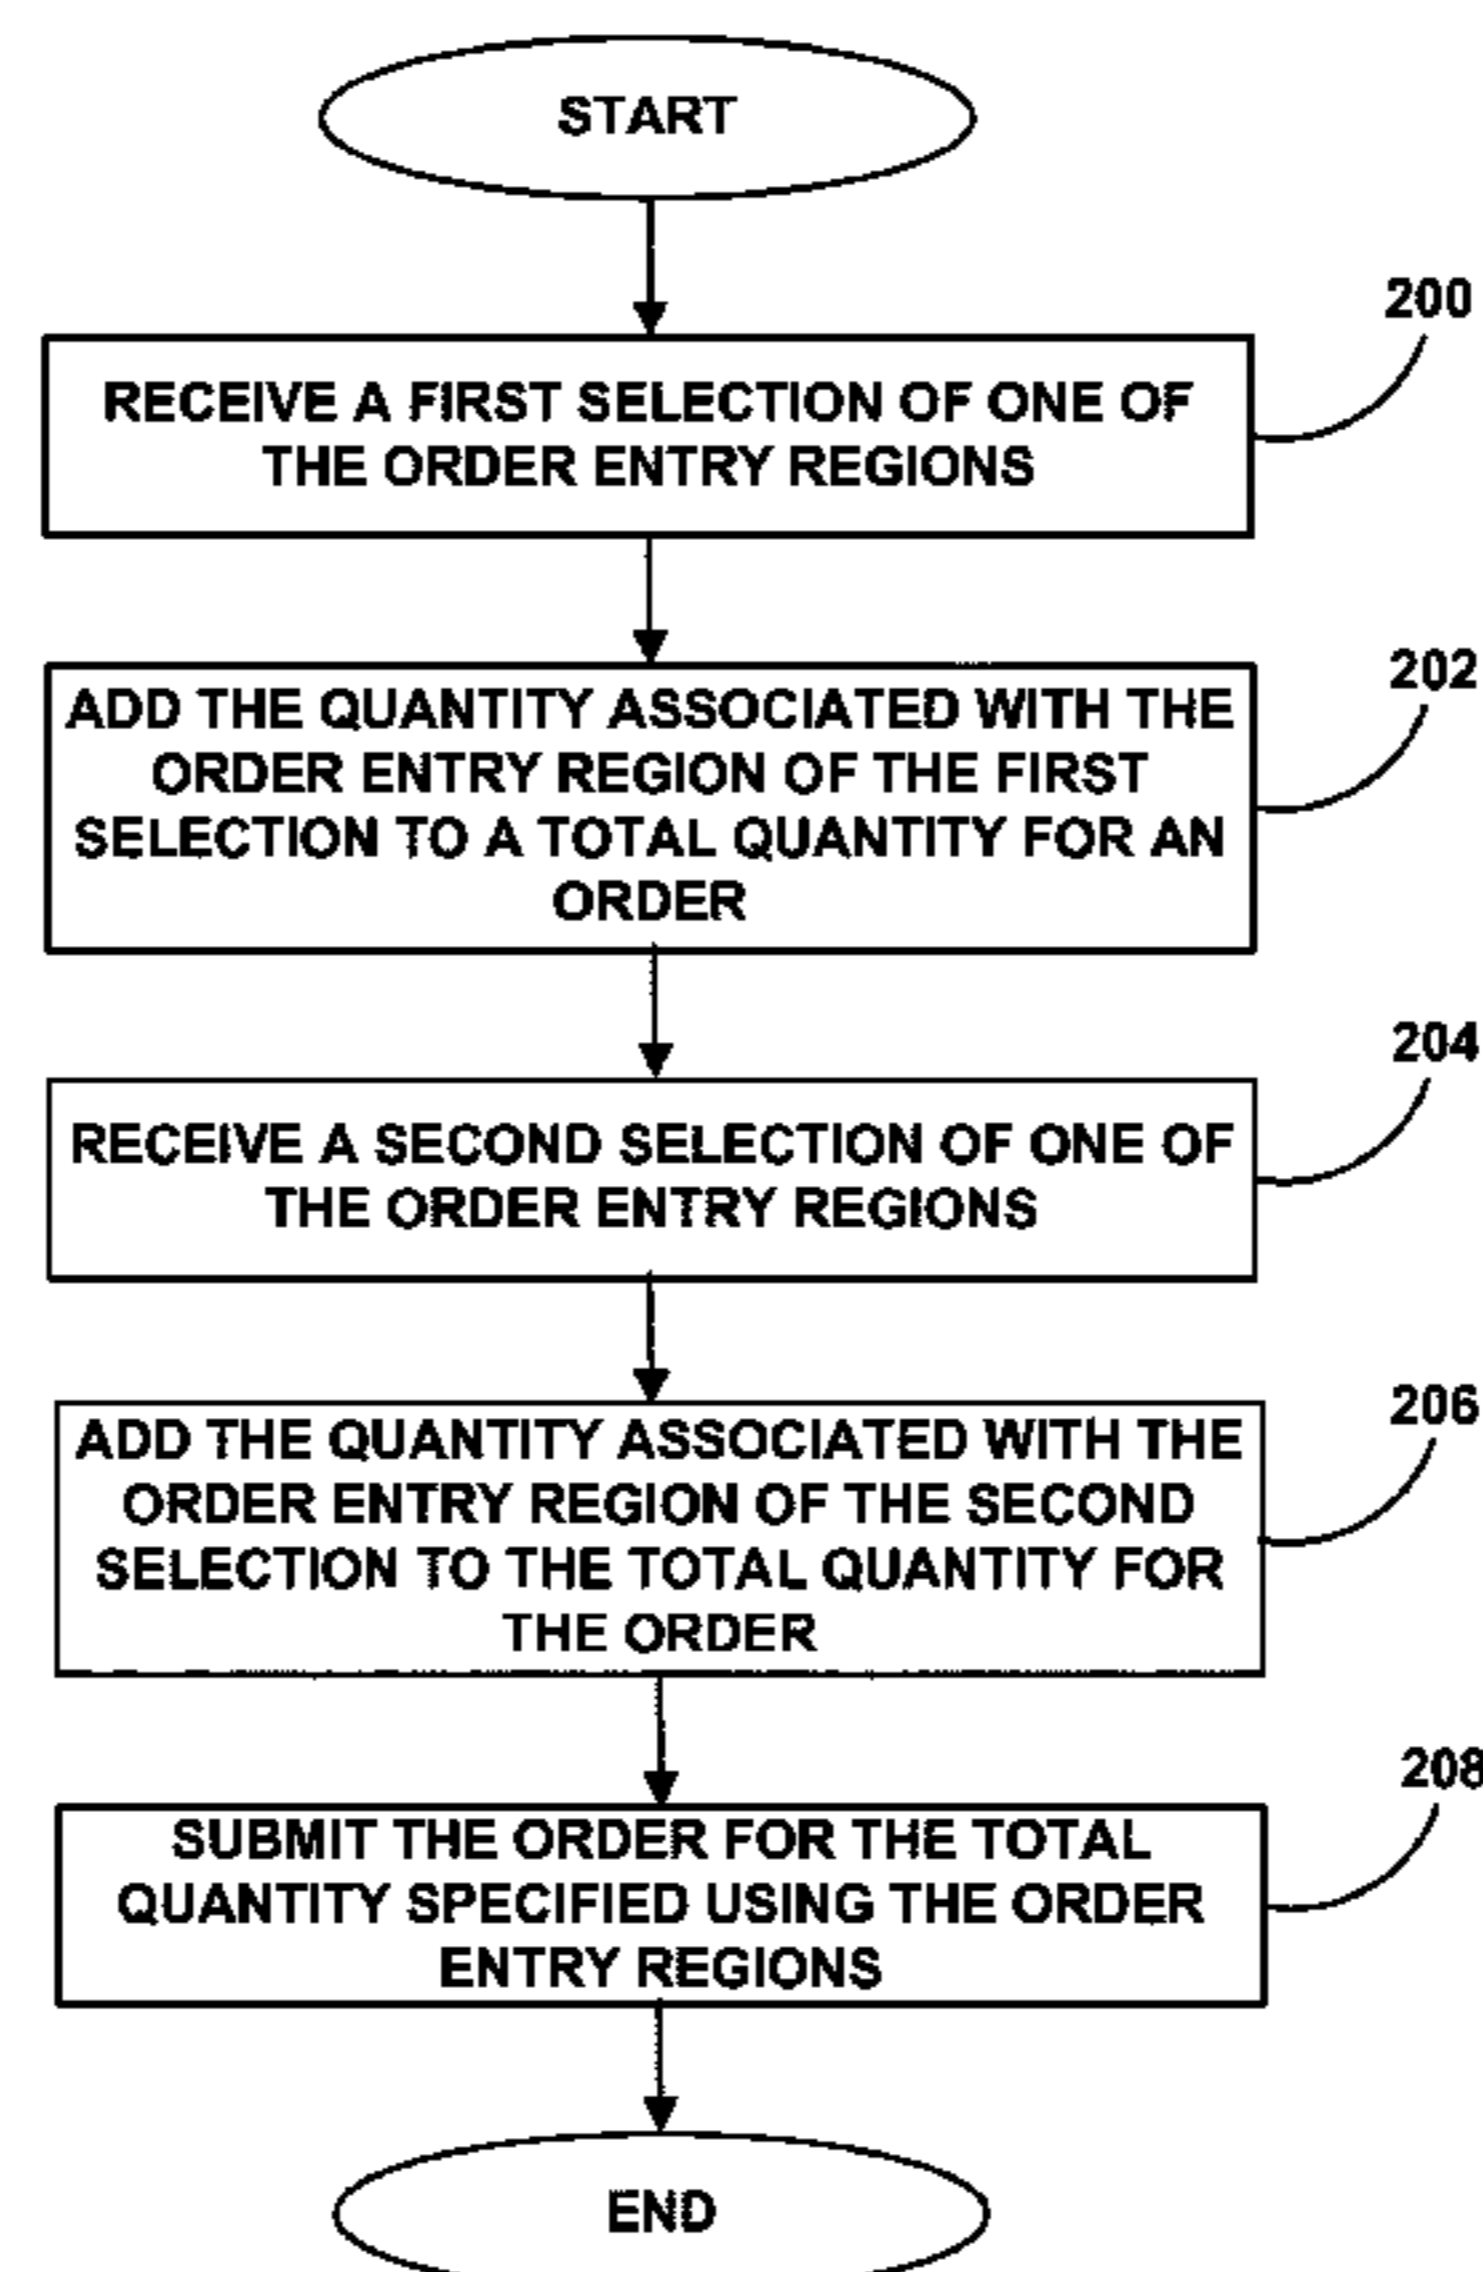 START
200
RECEIVE A FIRST SELECTION OF ONE OF
THE ORDER ENTRY REGIONS
202
ADD THE QUANTITY ASSOCIATED WITH THE
ORDER ENTRY REGION OF THE FIRST
SELECTION TO A TOTAL QUANTITY FOR AN
ORDER
204
RECEIVE A SECOND SELECTION OF ONE OF
THE ORDER ENTRY REGIONS
206
ADD THE QUANTITY ASSOCIATED WITH THE
ORDER ENTRY REGION OF THE SECOND
SELECTION TO THE TOTAL QUANTITY FOR
THE ORDER
208
SUBMIT THE ORDER FOR THE TOTAL
QUANTITY SPECIFIED USING THE ORDER
ENTRY REGIONS
END